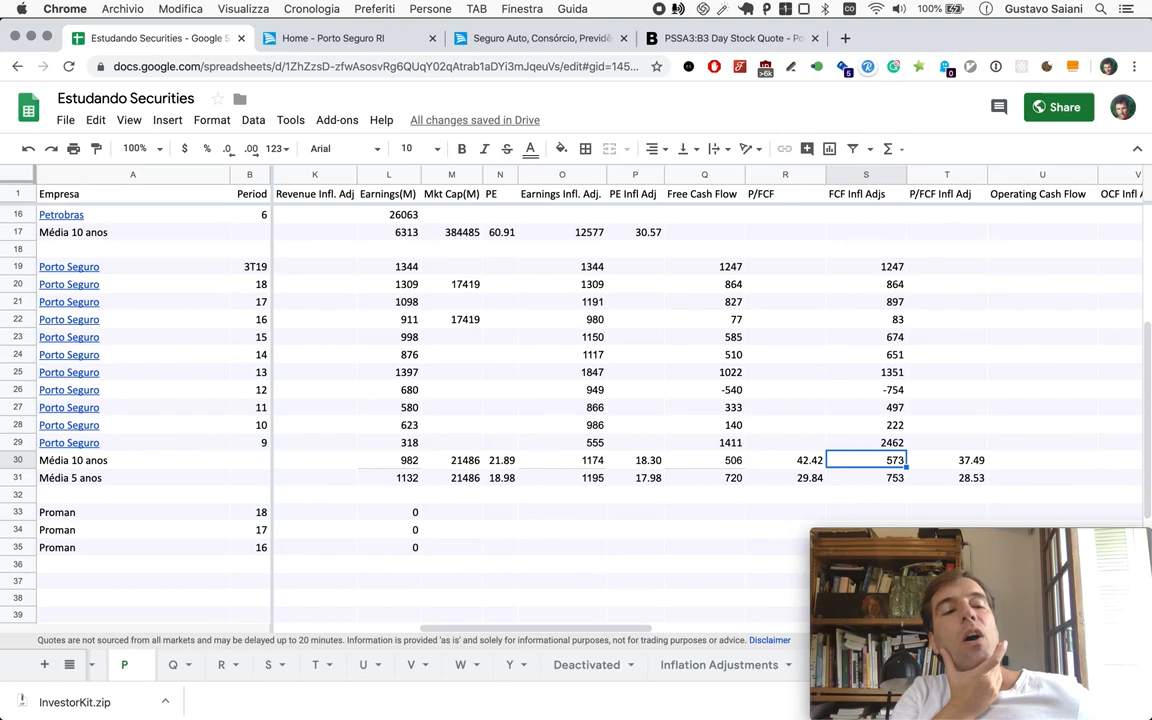 Chrome Archivio Modifica Visualizza Cronologia Preferiti Persone TAB Finestra Guida 100% Gustavo Saiani
Estudando Securities - Google S Home - Porto Seguro RI Seguro Auto, Consórcio, Previdê PSSA3:B3 Day Stock Quote - Po
docs.google.com/spreadsheets/d/1ZhZzsD-zfwAsosvRg6QUqY02qAtrab1aDYi3mJqeuVs/edit#gid=145...
Estudando Securities
Share
File Edit View Insert Format Data Tools Add-ons Help All changes saved in Drive
100% $ % .0 .00 123 Arial 10 B I S A
A B K L M N O P Q R S T U V
1 Empresa Period Revenue Infl. Adj Earnings(M) Mkt Cap(M) PE Earnings Infl. Adj. PE Infl Adj Free Cash Flow P/FCF FCF Infl Adjs P/FCF Infl Adj Operating Cash Flow OCF Infl A
16 Petrobras 6 26063
17 Média 10 anos 6313 384485 60.91 12577 30.57
18
19 Porto Seguro 3T19 1344 1344 1247 1247
20 Porto Seguro 18 1309 17419 1309 864 864
21 Porto Seguro 17 1098 1191 827 897
22 Porto Seguro 16 911 17419 980 77 83
23 Porto Seguro 15 998 1150 585 674
24 Porto Seguro 14 876 1117 510 651
25 Porto Seguro 13 1397 1847 1022 1351
26 Porto Seguro 12 680 949 -540 -754
27 Porto Seguro 11 580 866 333 497
28 Porto Seguro 10 623 986 140 222
29 Porto Seguro 9 318 555 1411 2462
30 Média 10 anos 982 21486 21.89 1174 18.30 506 42.42 573 37.49
31 Média 5 anos 1132 21486 18.98 1195 17.98 720 29.84 753 28.53
32
33 Proman 18 0
34 Proman 17 0
35 Proman 16 0
36
37
38
39
Quotes are not sourced from all markets and may be delayed up to 20 minutes. Information is provided 'as is' and solely for informational purposes, not for trading purposes or advice. Disclaimer
P Q R S T U V W Y Deactivated Inflation Adjustments
InvestorKit.zip